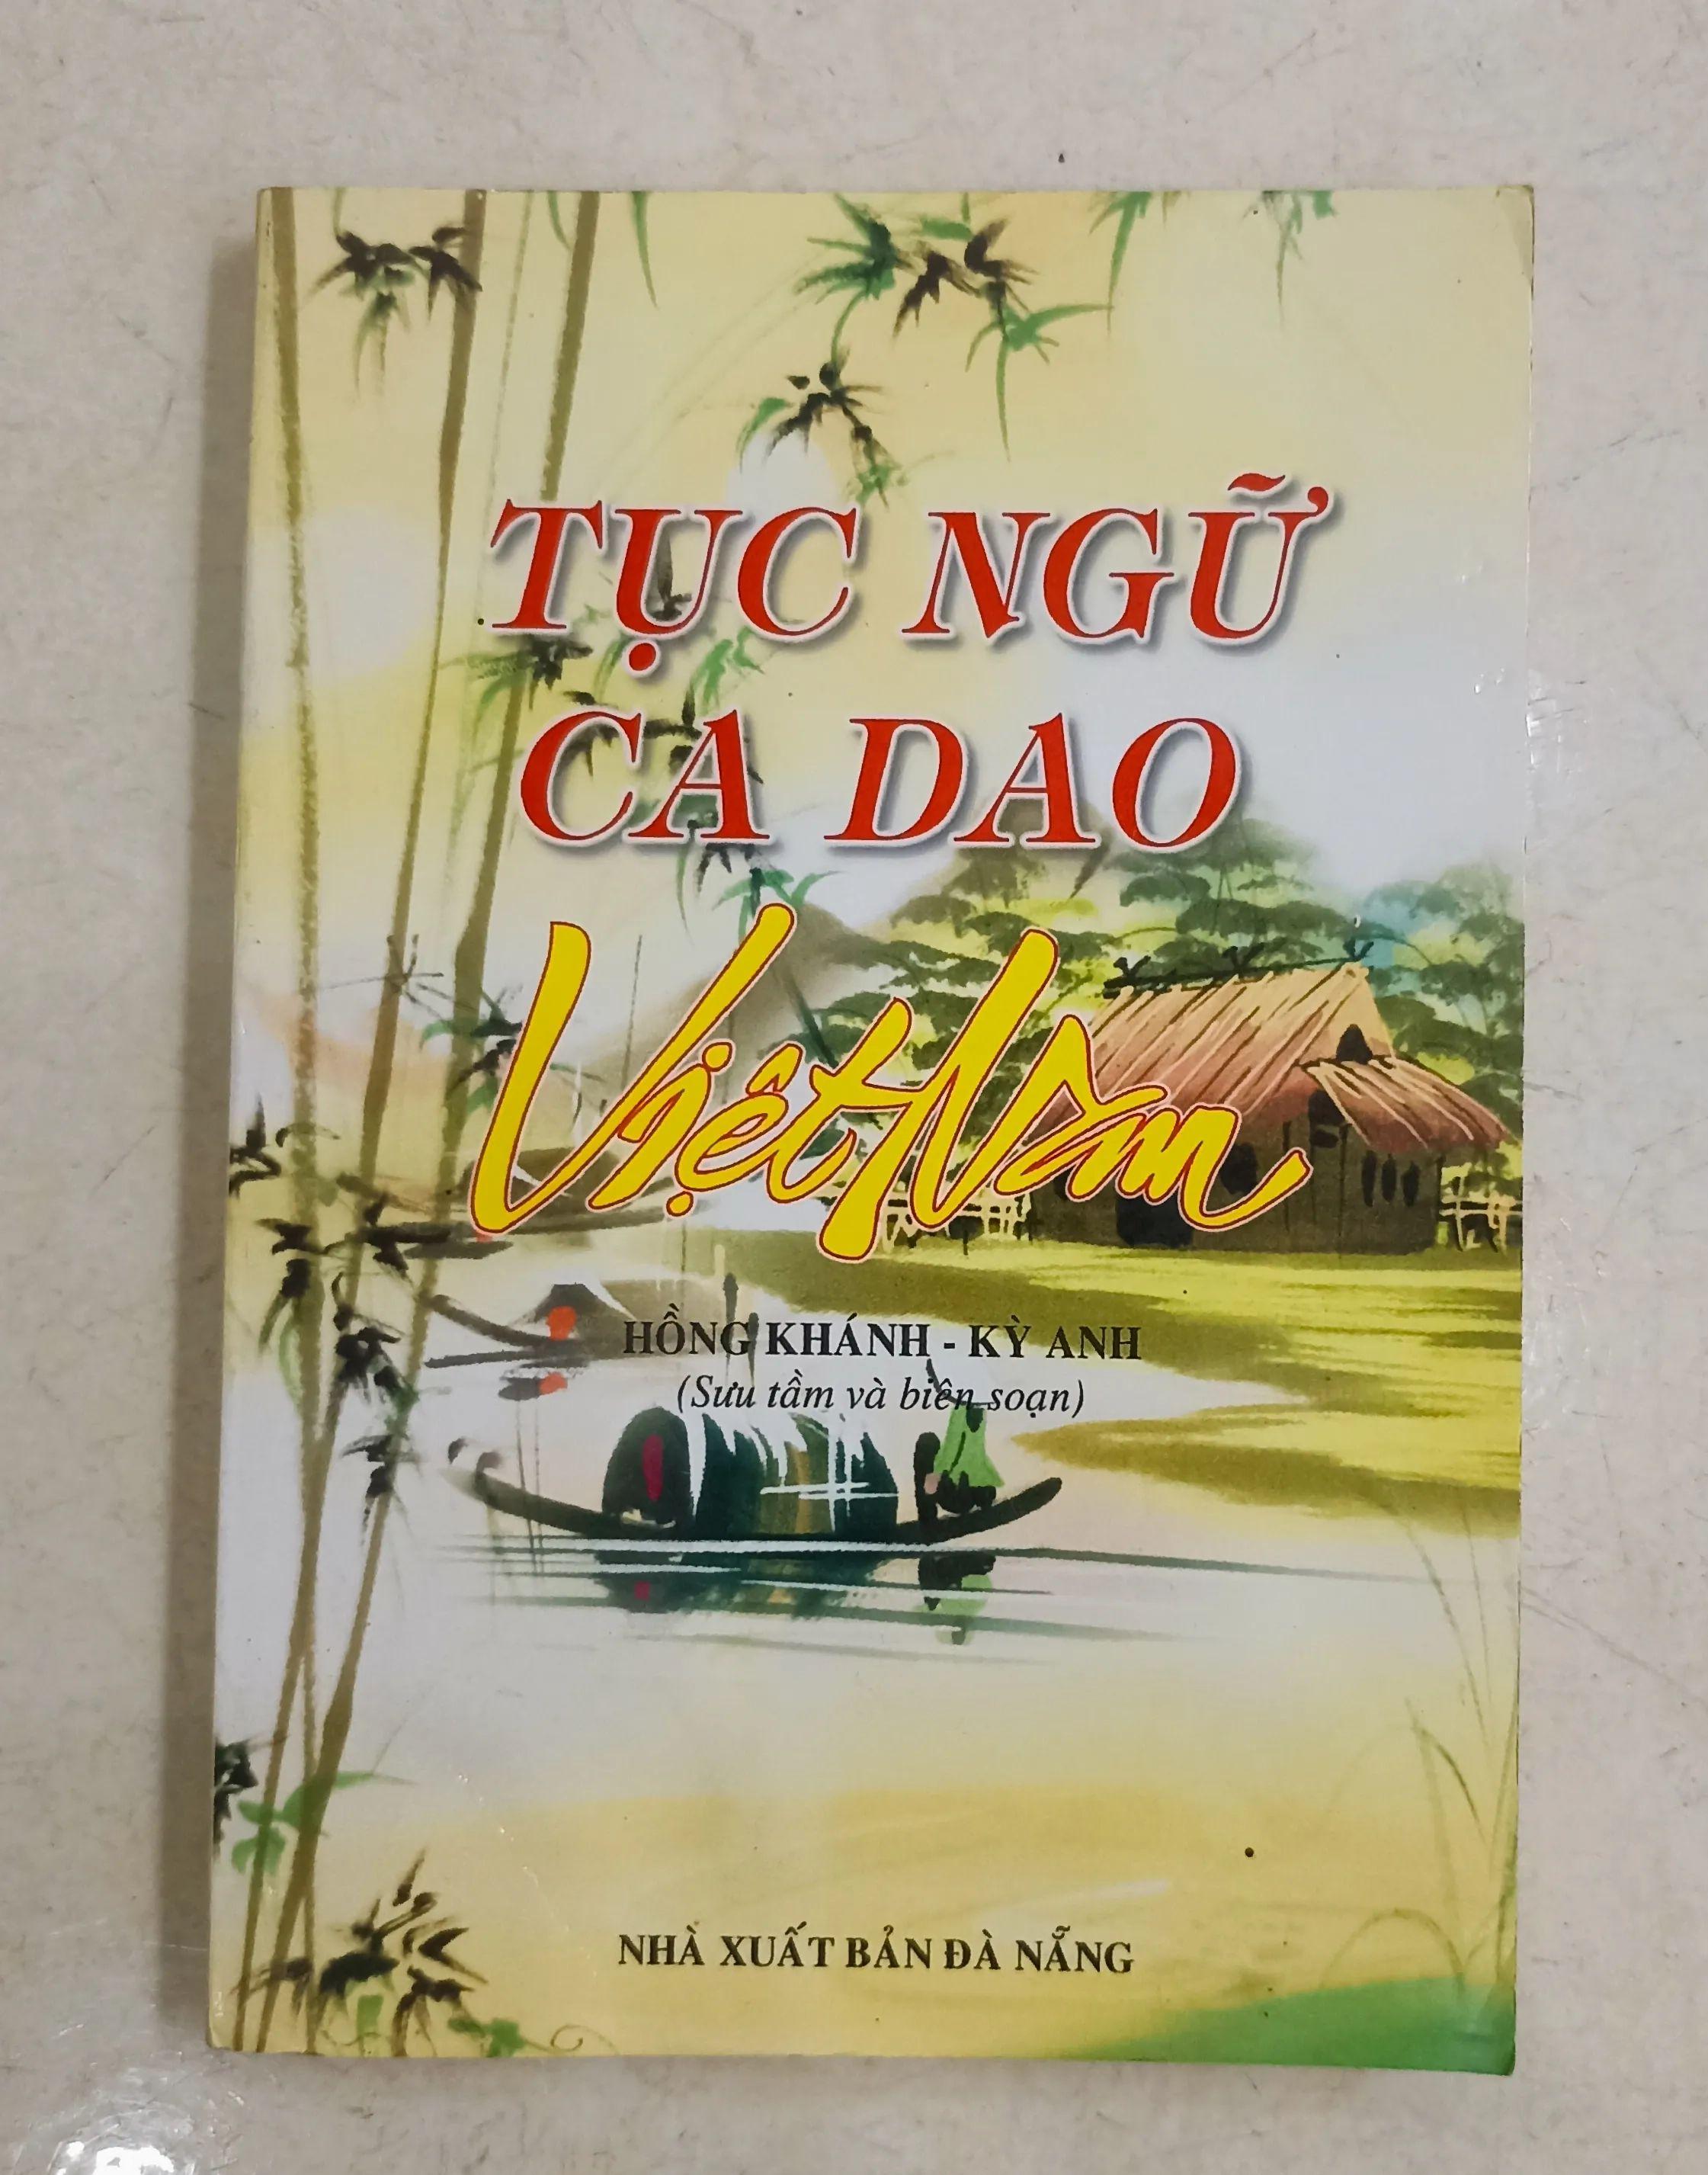 TỤC NGỮ
CA DAO
Việt Nam
HỒNG KHÁNH - KỲ ANH
(Sưu tầm và biên soạn)
NHÀ XUẤT BẢN ĐÀ NẴNG